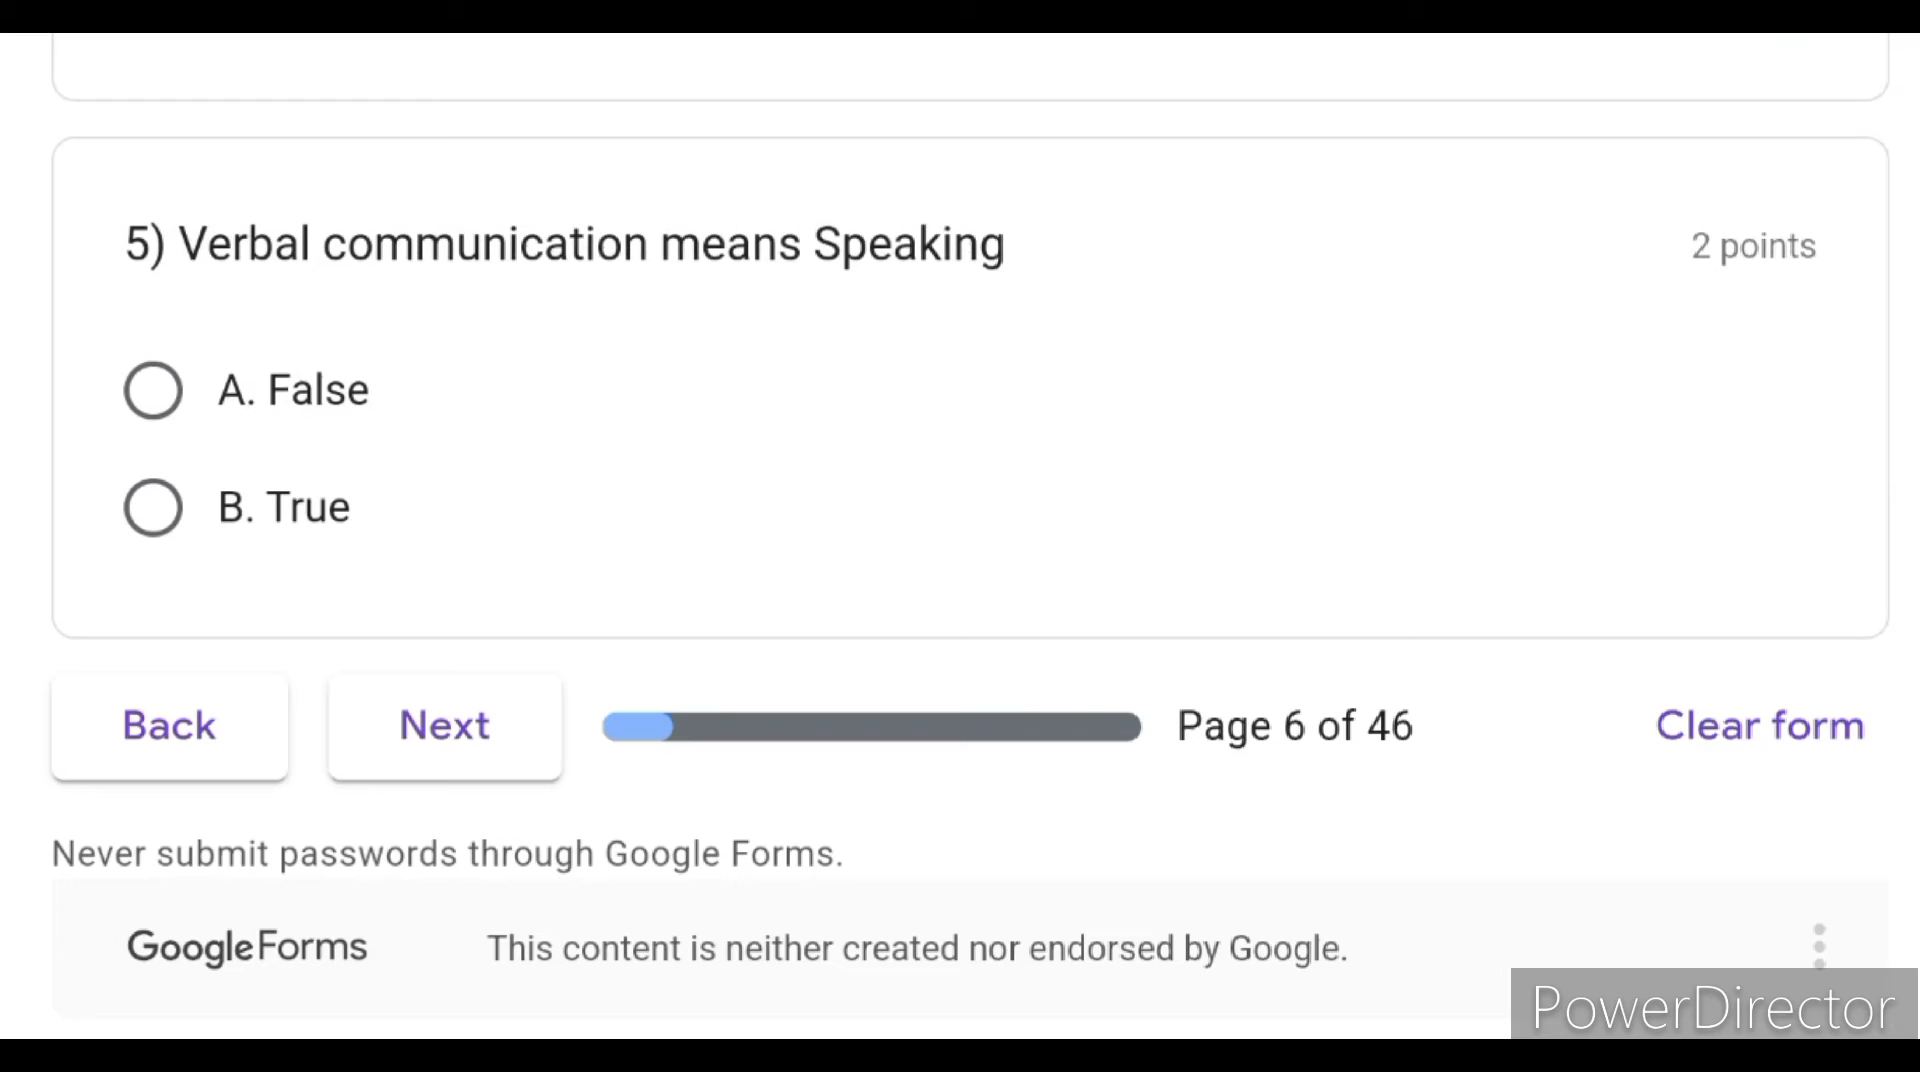 5) Verbal communication means Speaking
2 points
A. False
B. True
Back
Next
Page 6 of 46
Clear form
Never submit passwords through Google Forms.
Google Forms
This content is neither created nor endorsed by Google.
PowerDirector